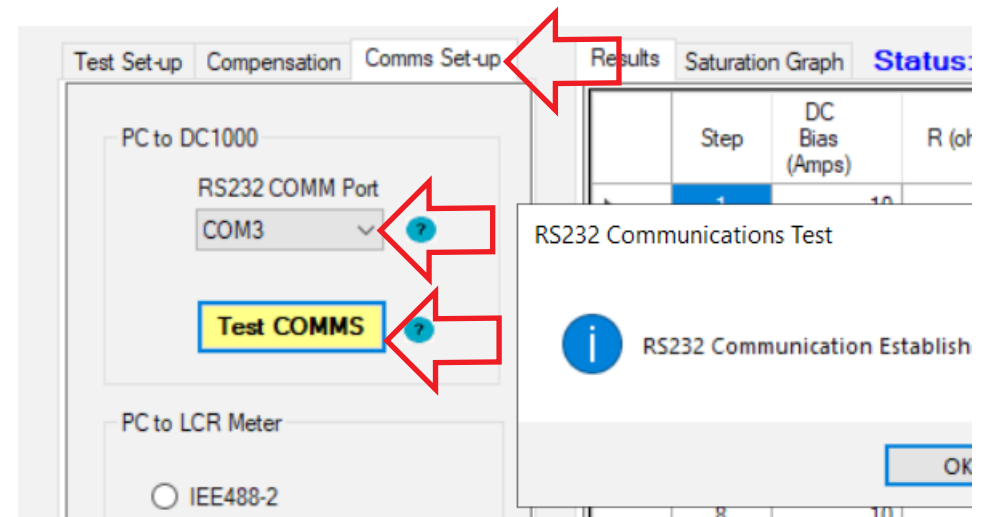 Test Set-up Compensation Comms Set-up Results Saturation Graph Status:
PC to DC1000
RS232 COMM Port
COM3
?
Test COMMS
?
PC to LCR Meter
IEE488-2
Step
DC
Bias
(Amps)
R (oh
1 10
RS232 Communications Test
i
RS232 Communication Establish
OK
8 10